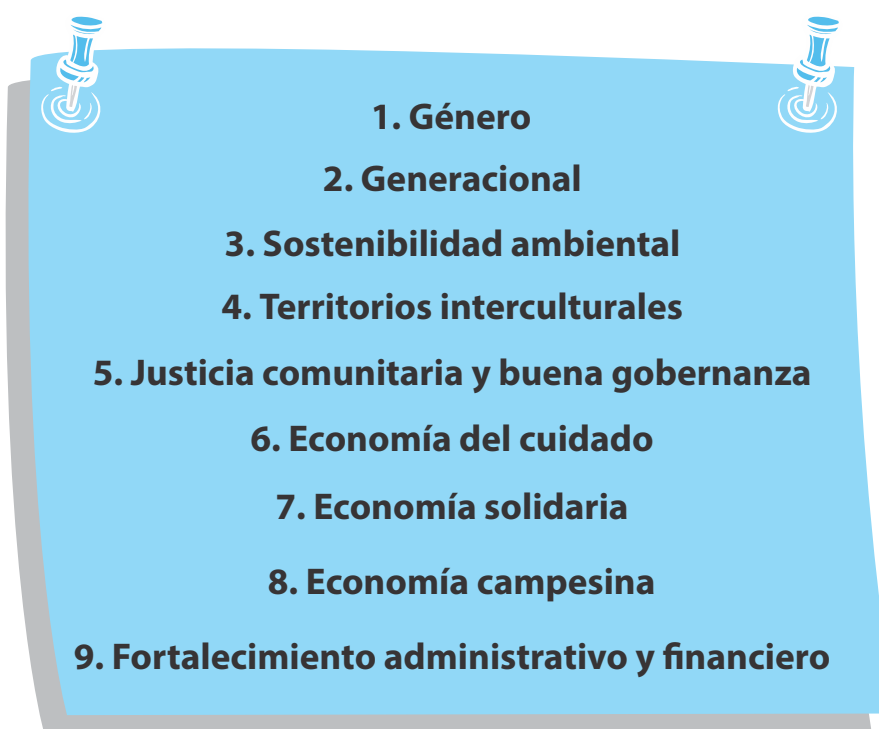 1. Género
2. Generacional
3. Sostenibilidad ambiental
4. Territorios interculturales
5. Justicia comunitaria y buena gobernanza
6. Economía del cuidado
7. Economía solidaria
8. Economía campesina
9. Fortalecimiento administrativo y financiero